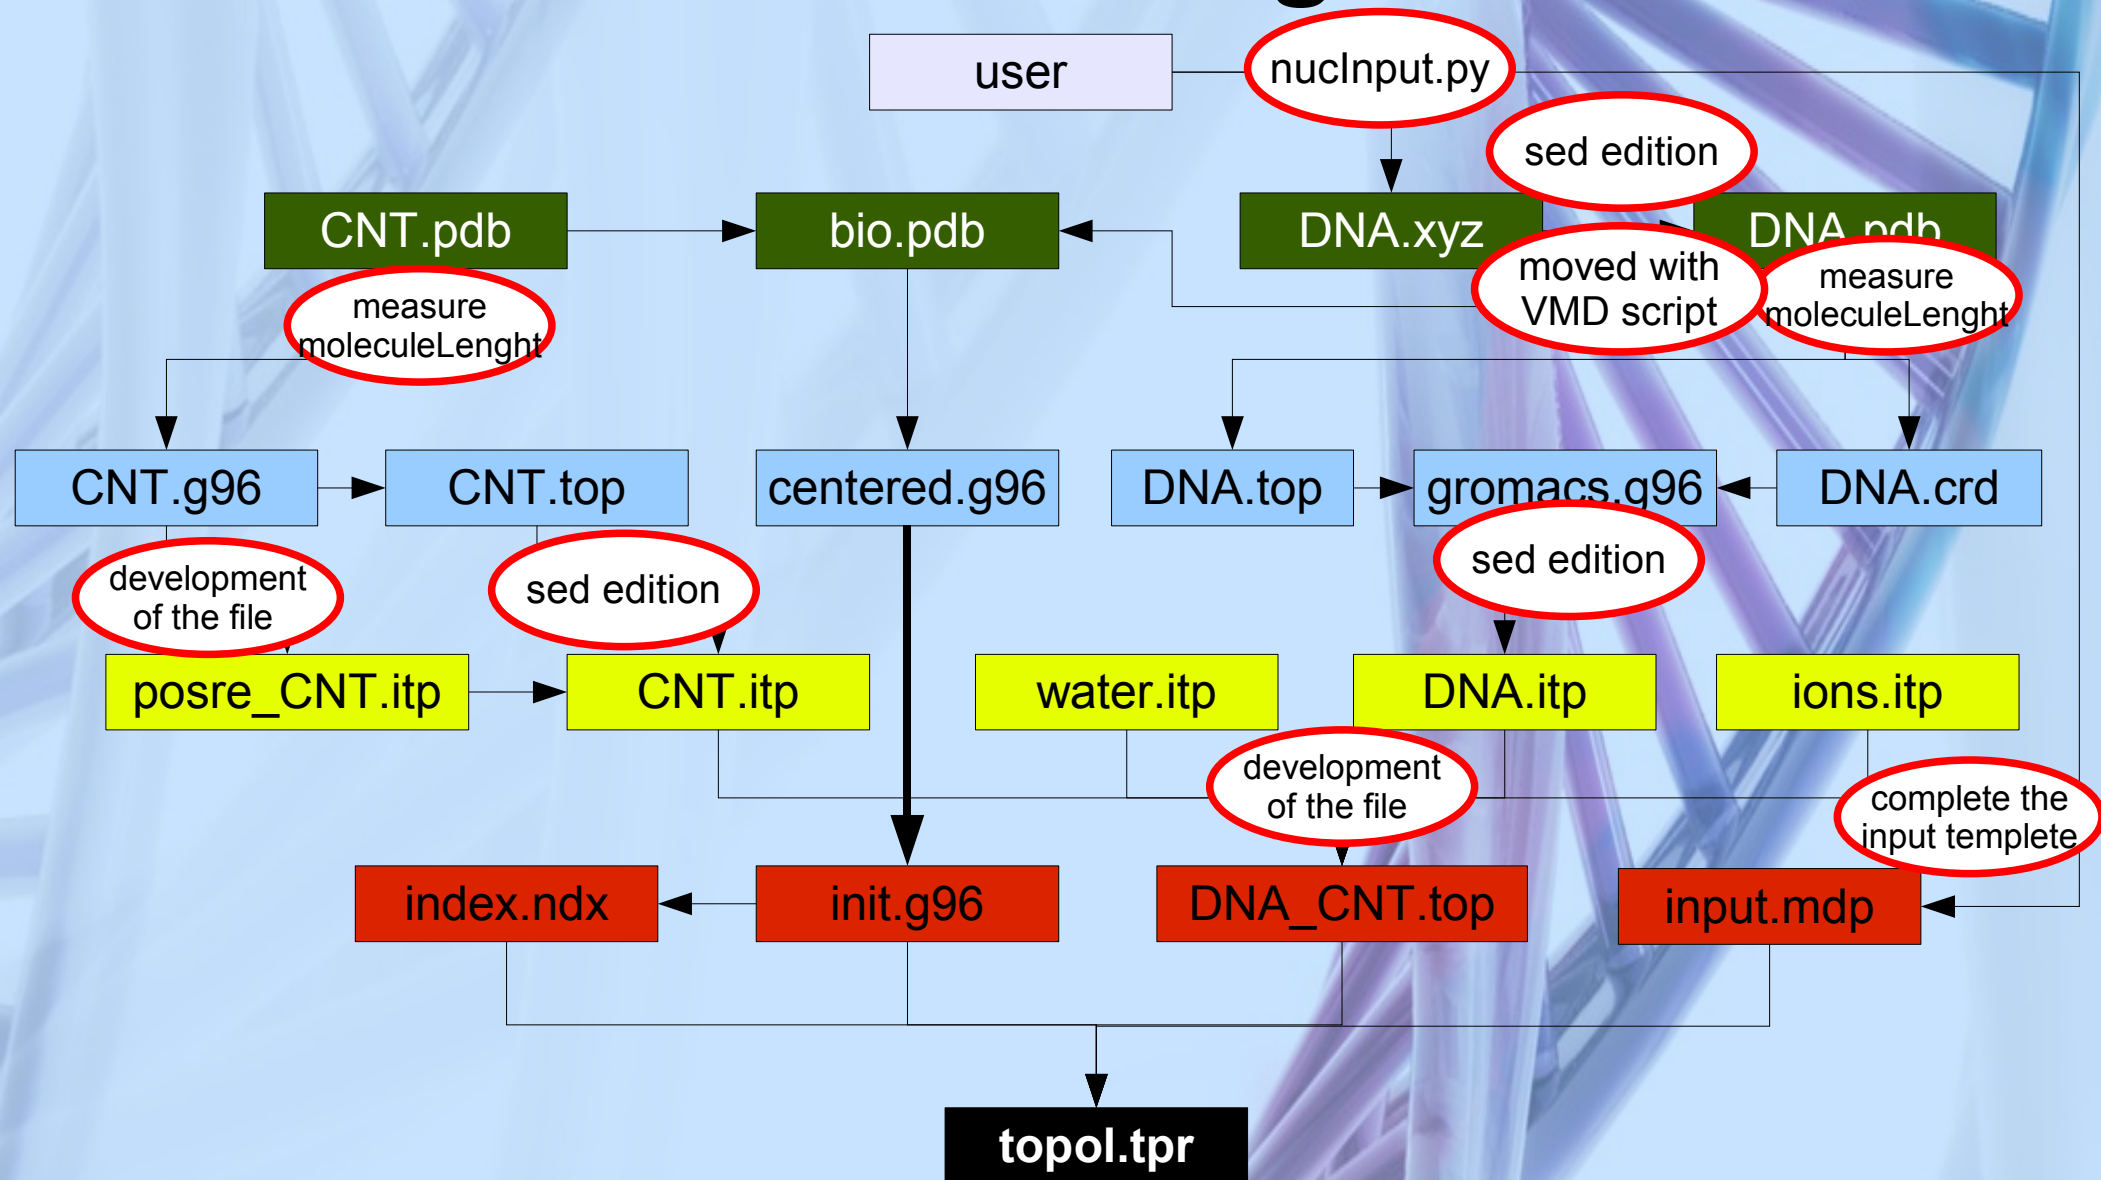 user
nucInput.py
sed edition
CNT.pdb
bio.pdb
DNA.xyz
DNA.pdb
measure
moleculeLenght
moved with
VMD script
measure
moleculeLenght
CNT.g96
CNT.top
centered.g96
DNA.top
gromacs.g96
DNA.crd
development
of the file
sed edition
sed edition
posre_CNT.itp
CNT.itp
water.itp
DNA.itp
ions.itp
development
of the file
complete the
input templete
index.ndx
init.g96
DNA_CNT.top
input.mdp
topol.tpr